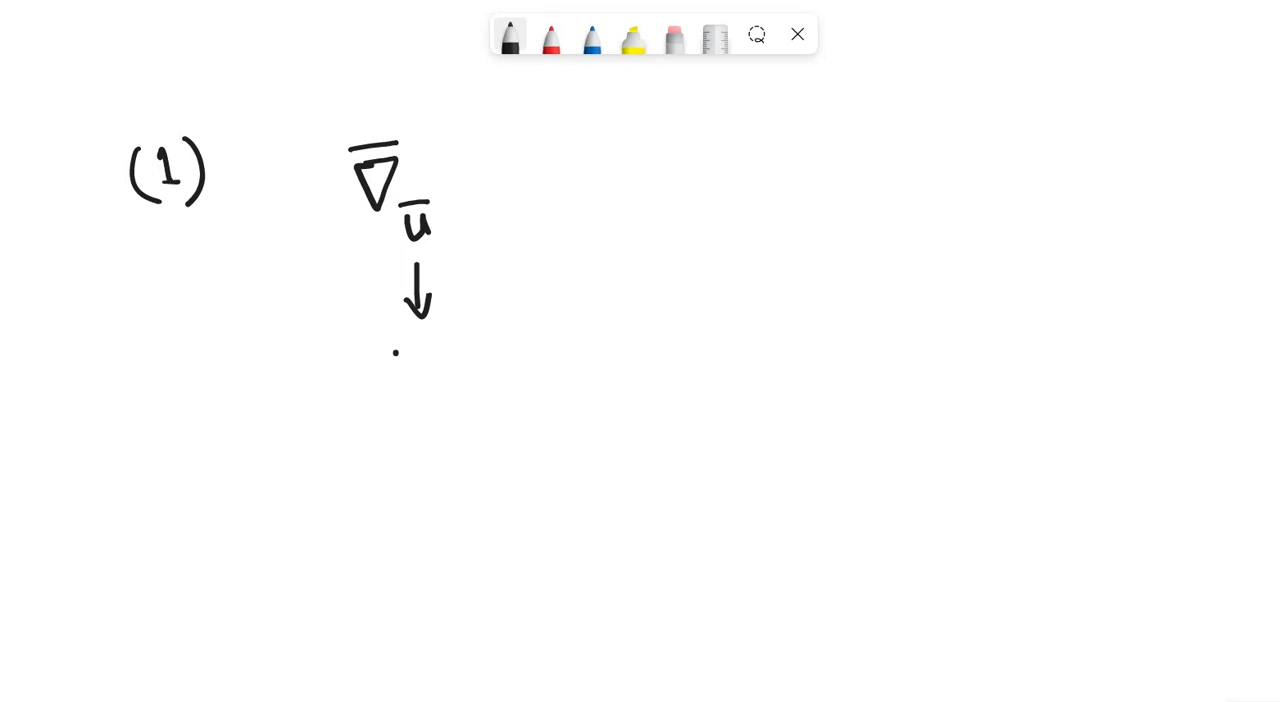 (1) ∇̅
u̅
↓
.